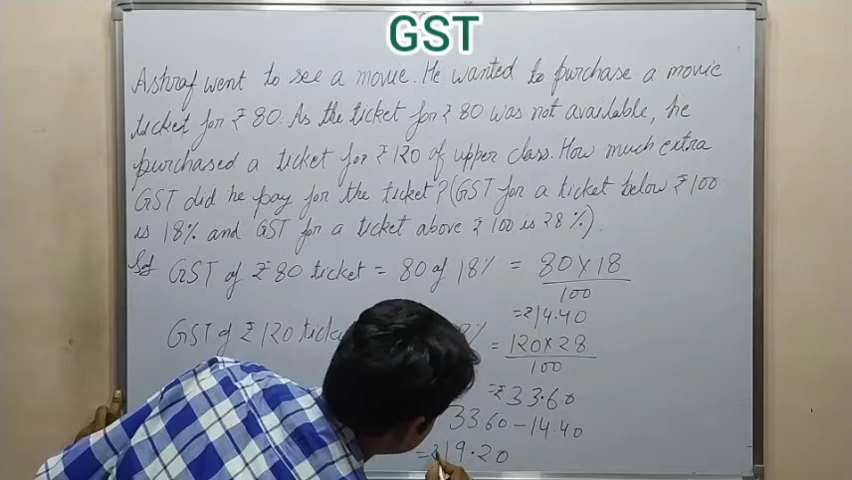 GST
Ashraf went to see a movie. He wanted to purchase a movie
ticket for ₹ 80. As the ticket for ₹ 80 was not available, he
purchased a ticket for ₹ 120 of upper class. How much extra
GST did he pay for the ticket? (GST for a ticket below ₹ 100
is 18% and GST for a ticket above ₹ 100 is 28%).
Sol GST of ₹ 80 ticket = 80 of 18% = 80 × 18
100
= ₹ 14.40
GST of ₹ 120 % = 120 × 28
100
= ₹ 33.60
3360 - 14.40
= ₹ 19.20